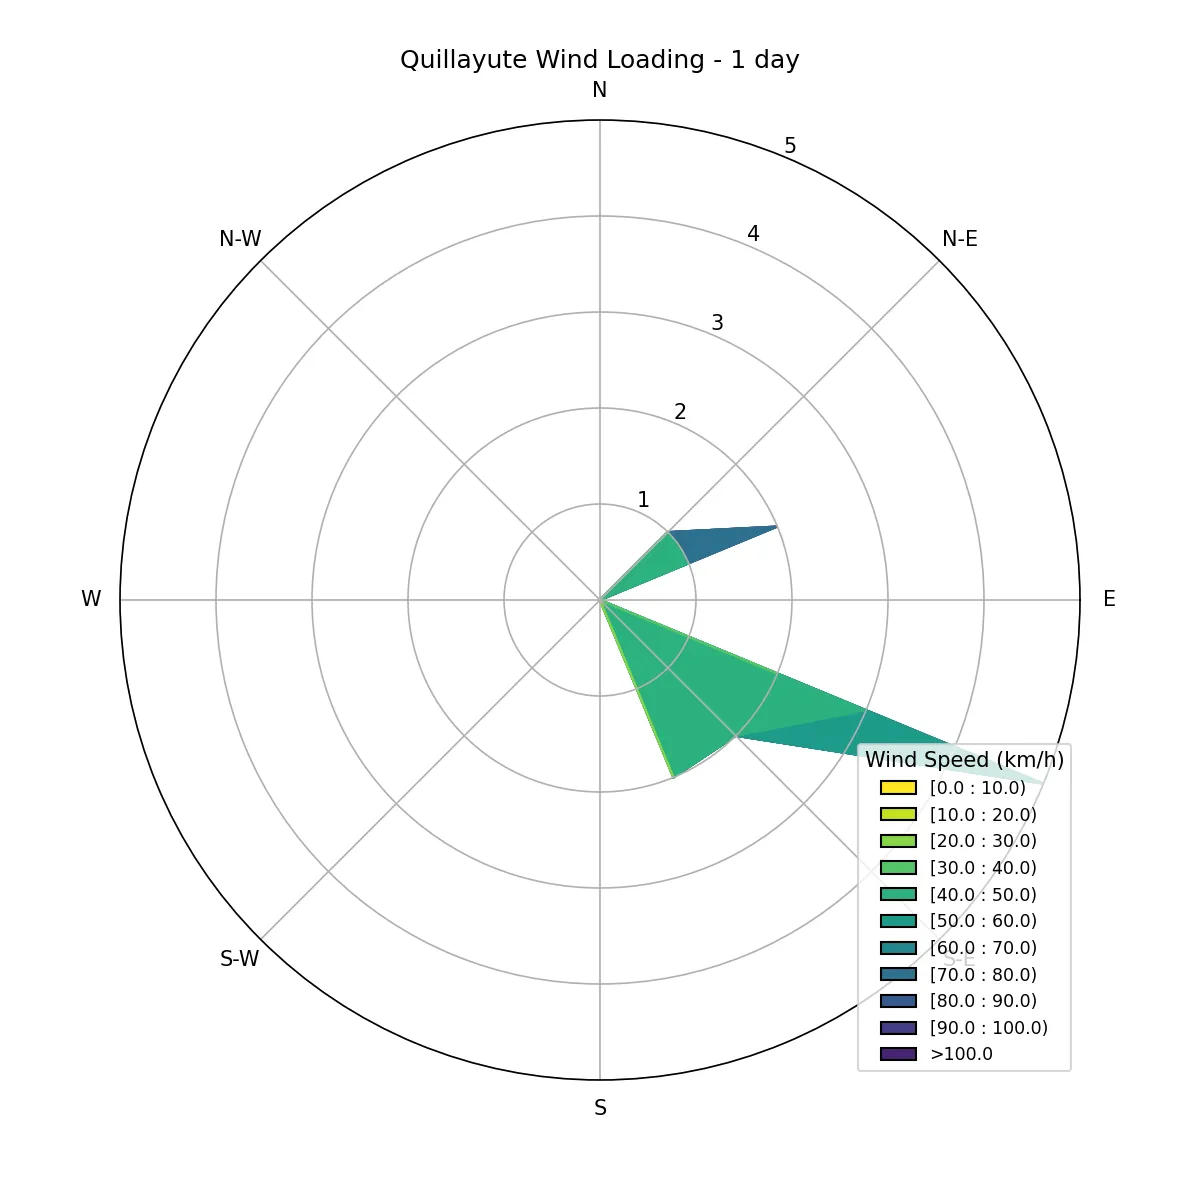 Quillayute Wind Loading - 1 day
N
5
N-W
4
N-E
3
2
1
W
E
Wind Speed (km/h)
[0.0 : 10.0)
[10.0 : 20.0)
[20.0 : 30.0)
[30.0 : 40.0)
[40.0 : 50.0)
[50.0 : 60.0)
[60.0 : 70.0)
S-W
S-E
[70.0 : 80.0)
[80.0 : 90.0)
[90.0 : 100.0)
>100.0
S